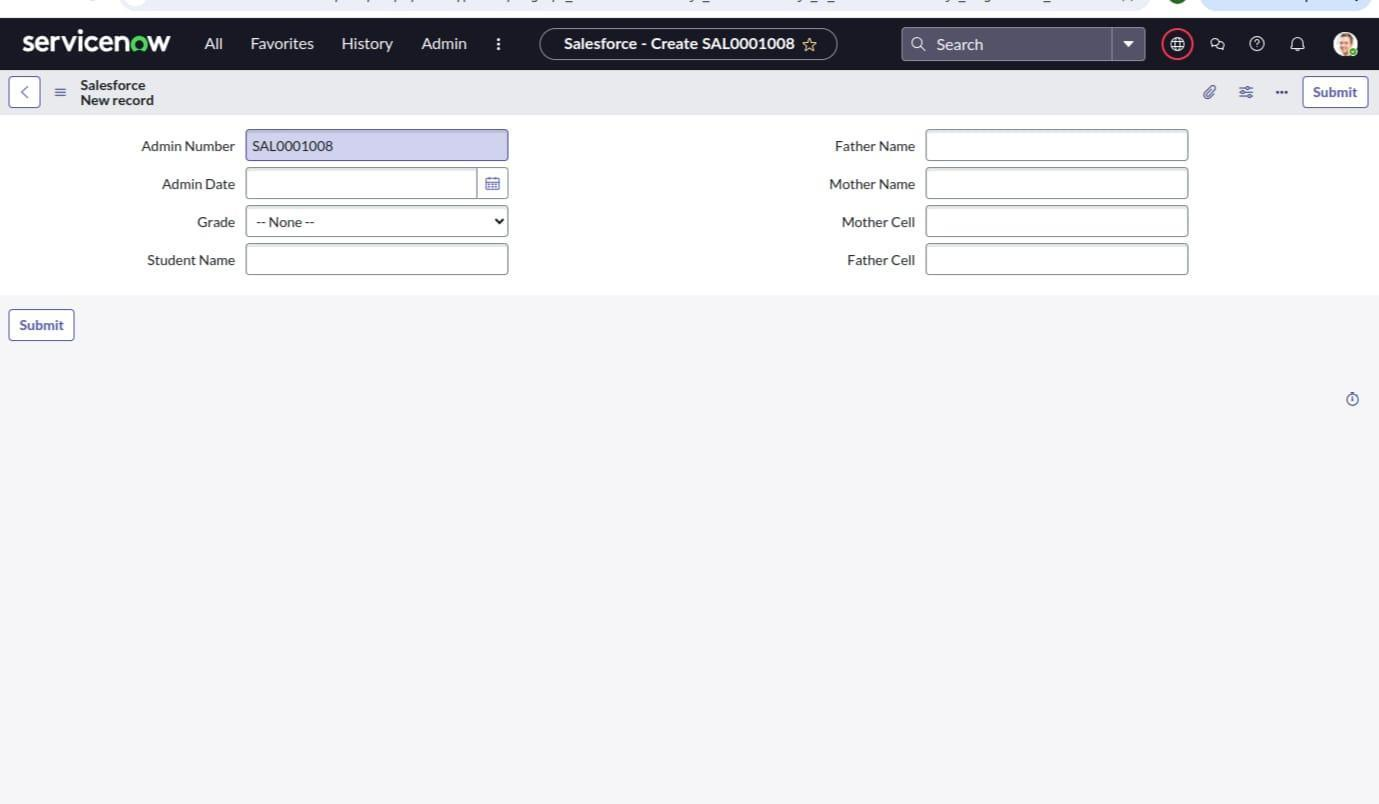 servicenow All Favorites History Admin Salesforce - Create SAL0001008 Search
Salesforce
New record
Submit
Admin Number SAL0001008
Admin Date
Grade -- None --
Student Name
Father Name
Mother Name
Mother Cell
Father Cell
Submit